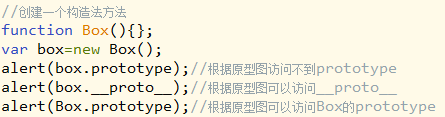 //创建一个构造法方法
function Box(){};
var box=new Box();
alert(box.prototype);//根据原型图访问不到prototype
alert(box.__proto__);//根据原型图可以访问__proto__
alert(Box.prototype);//根据原型图可以访问Box的prototype